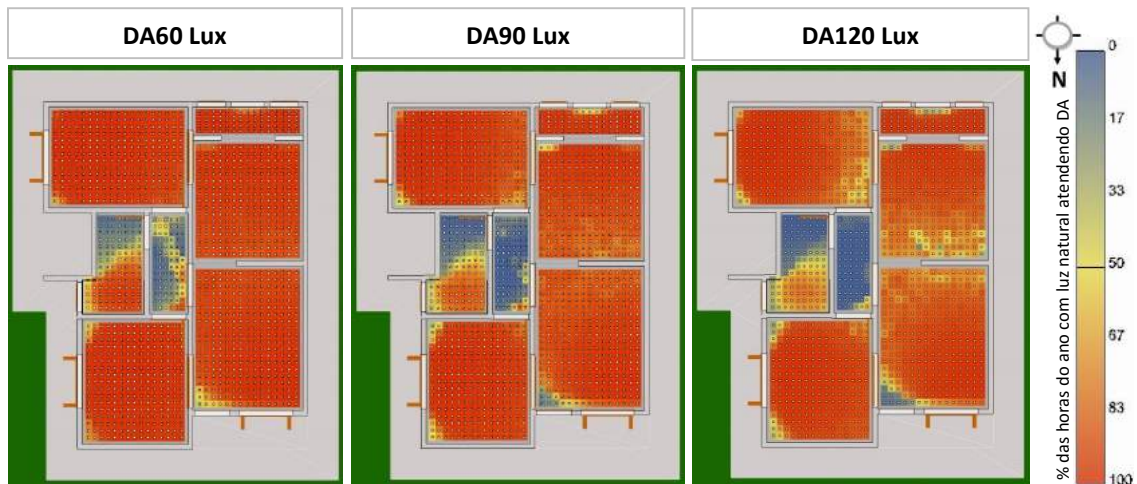 DA60 Lux
DA90 Lux
DA120 Lux
N
% das horas do ano com luz natural atendendo DA
0
17
33
50
67
83
100